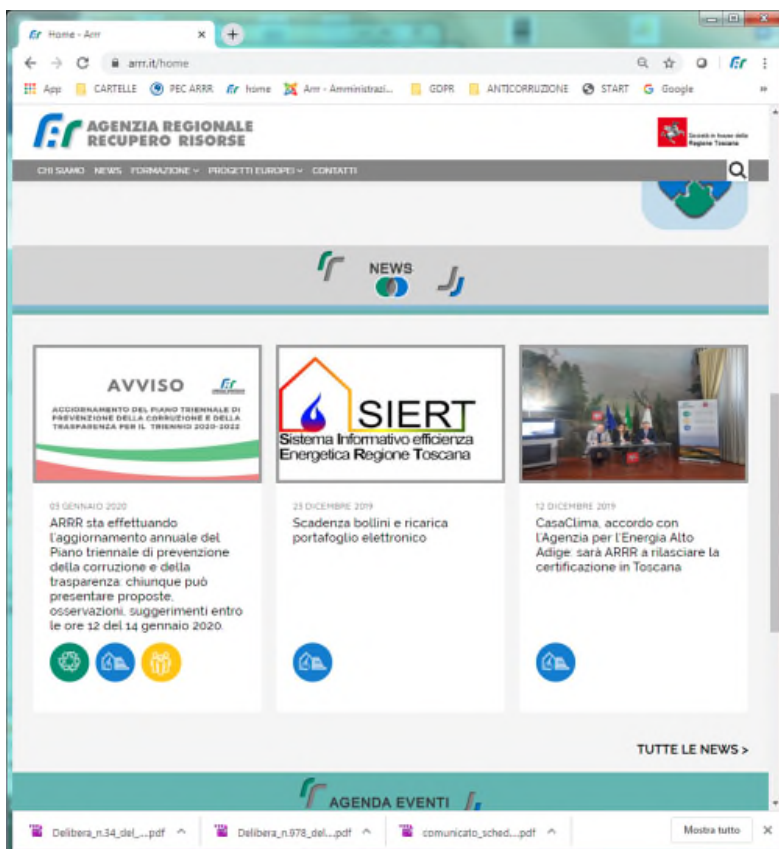 Home - Arrr
arrr.it/home
App CARTELLE PEC ARRR home Arrr - Amministrazi... GDPR ANTICORRUZIONE START Google
AGENZIA REGIONALE
RECUPERO RISORSE
Società in house della
Regione Toscana
CHI SIAMO NEWS FORMAZIONE PROGETTI EUROPEI CONTATTI
NEWS
AVVISO
AGGIORNAMENTO DEL PIANO TRIENNALE DI
PREVENZIONE DELLA CORRUZIONE E DELLA
TRASPARENZA PER IL TRIENNIO 2020-2022
SIERT
Sistema Informativo efficienza
Energetica Regione Toscana
03 GENNAIO 2020
ARRR sta effettuando
l'aggiornamento annuale del
Piano triennale di prevenzione
della corruzione e della
trasparenza: chiunque può
presentare proposte,
osservazioni, suggerimenti entro
le ore 12 del 14 gennaio 2020.
23 DICEMBRE 2019
Scadenza bollini e ricarica
portafoglio elettronico
12 DICEMBRE 2019
CasaClima, accordo con
l'Agenzia per l'Energia Alto
Adige: sarà ARRR a rilasciare la
certificazione in Toscana
TUTTE LE NEWS >
AGENDA EVENTI
Delibera_n.34_del_....pdf Delibera_n.978_del....pdf comunicato_sched....pdf Mostra tutto